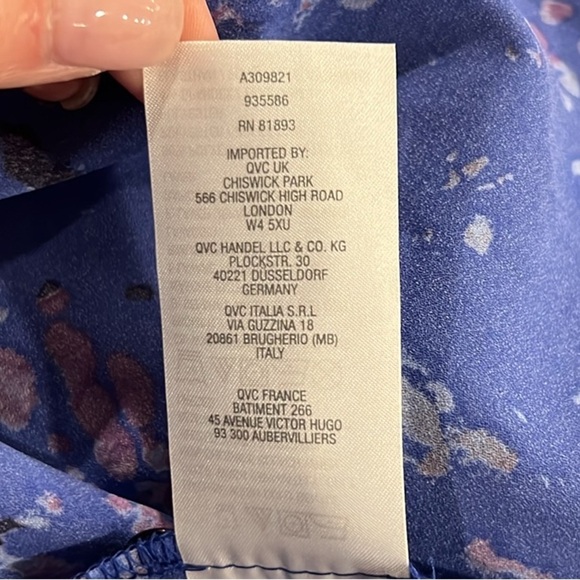 A309821
935586
RN 81893
IMPORTED BY:
QVC UK
CHISWICK PARK
566 CHISWICK HIGH ROAD
LONDON
W4 5XU
QVC HANDEL LLC & CO. KG
PLOCKSTR. 30
40221 DUSSELDORF
GERMANY
QVC ITALIA S.R.L
VIA GUZZINA 18
20861 BRUGHERIO (MB)
ITALY
QVC FRANCE
BATIMENT 266
45 AVENUE VICTOR HUGO
93 300 AUBERVILLIERS